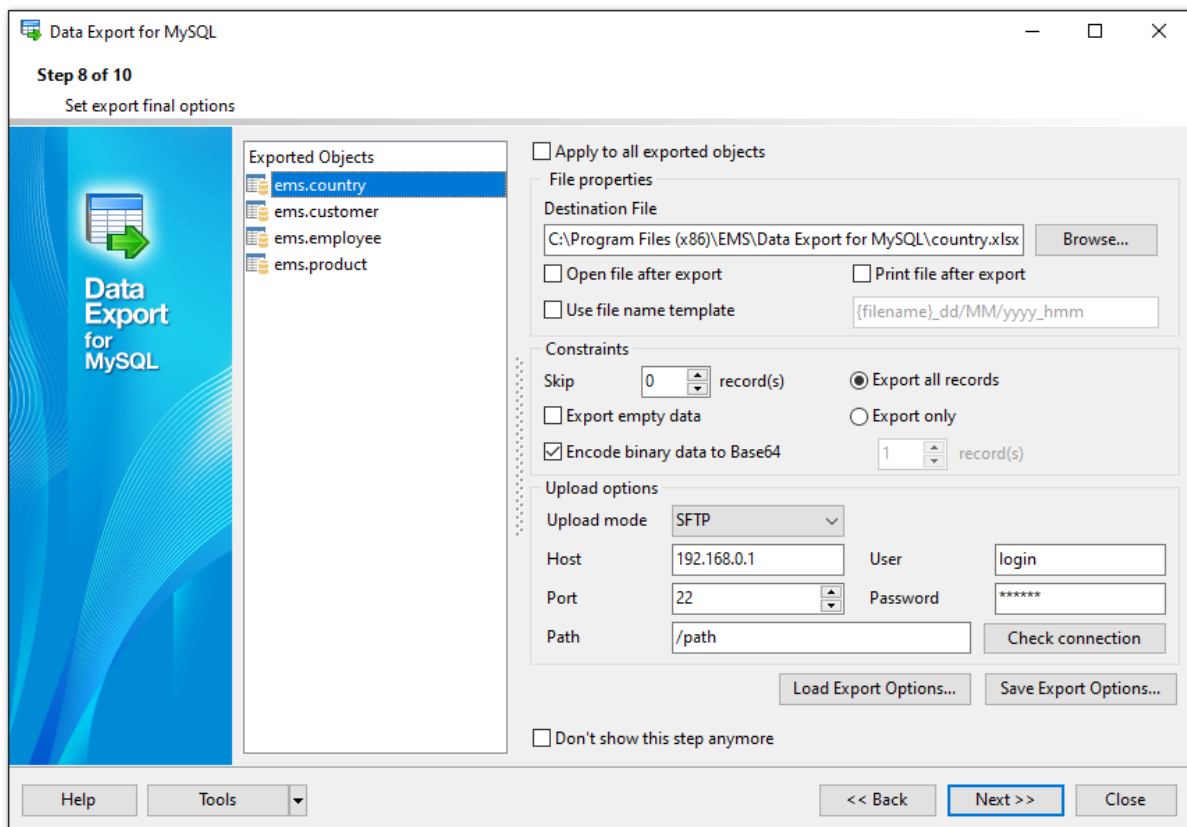 Data Export for MySQL
Step 8 of 10
Set export final options
Data
Export
for
MySQL
Exported Objects
ems.country
ems.customer
ems.employee
ems.product
Apply to all exported objects
File properties
Destination File
C:\Program Files (x86)\EMS\Data Export for MySQL\country.xlsx Browse...
Open file after export Print file after export
Use file name template {filename}_dd/MM/yyyy_hmm
Constraints
Skip 0 record(s) Export all records
Export empty data Export only
Encode binary data to Base64 1 record(s)
Upload options
Upload mode SFTP
Host 192.168.0.1 User login
Port 22 Password ******
Path /path Check connection
Load Export Options... Save Export Options...
Don't show this step anymore
Help Tools << Back Next >> Close